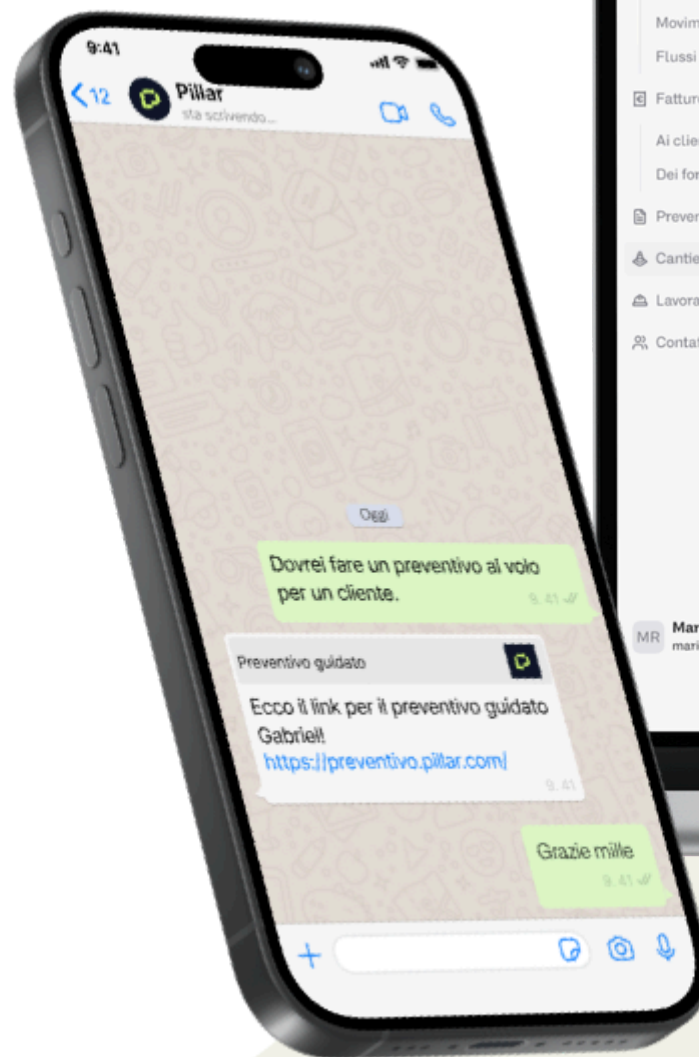 9:41
12
Pillar
sta scrivendo...
Oggi
Dovrei fare un preventivo al volo
per un cliente.
9:41
Preventivo guidato
Ecco il link per il preventivo guidato
Gabriel!
https://preventivo.pillar.com/
9:41
Grazie mille
9:41
Movim
Flussi
Fatture
Ai clie
Dei for
Preven
Cantie
Lavora
Conta
MR
Mar
mari